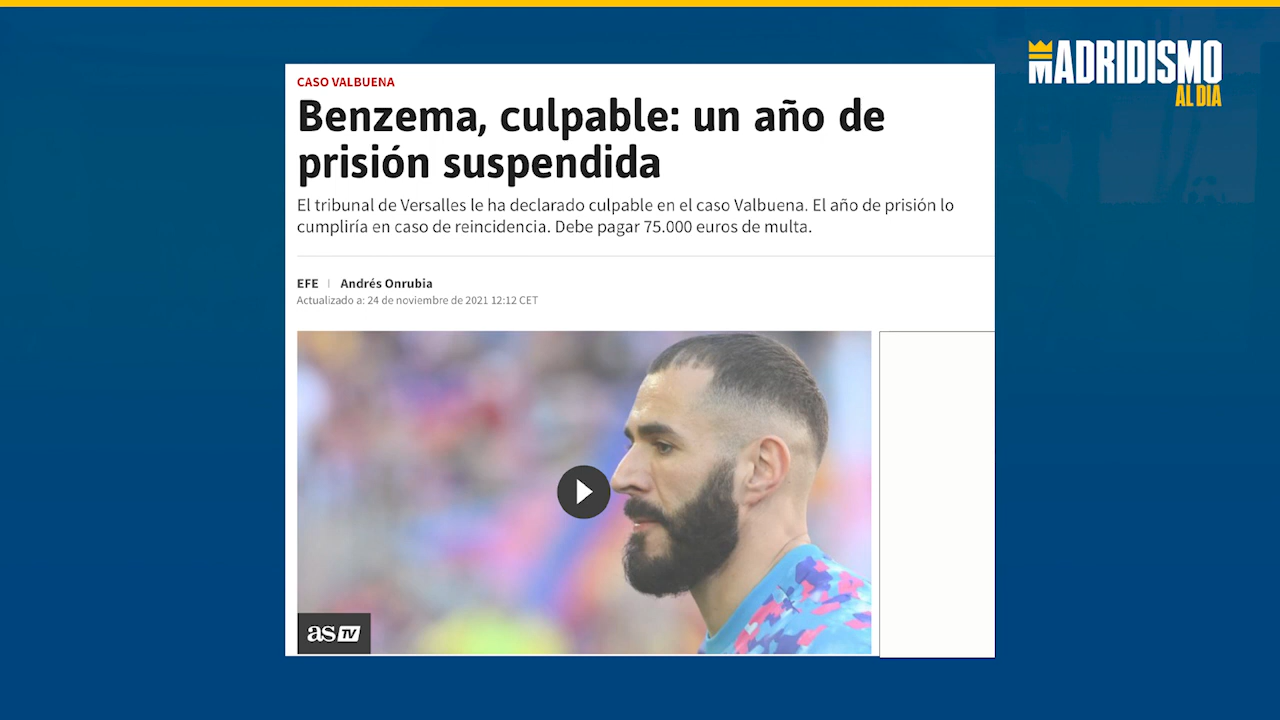 MADRIDISMO
AL DIA
CASO VALBUENA
Benzema, culpable: un año de
prisión suspendida
El tribunal de Versalles le ha declarado culpable en el caso Valbuena. El año de prisión lo
cumpliría en caso de reincidencia. Debe pagar 75.000 euros de multa.
EFE | Andrés Onrubia
Actualizado a: 24 de noviembre de 2021 12:12 CET
as TV